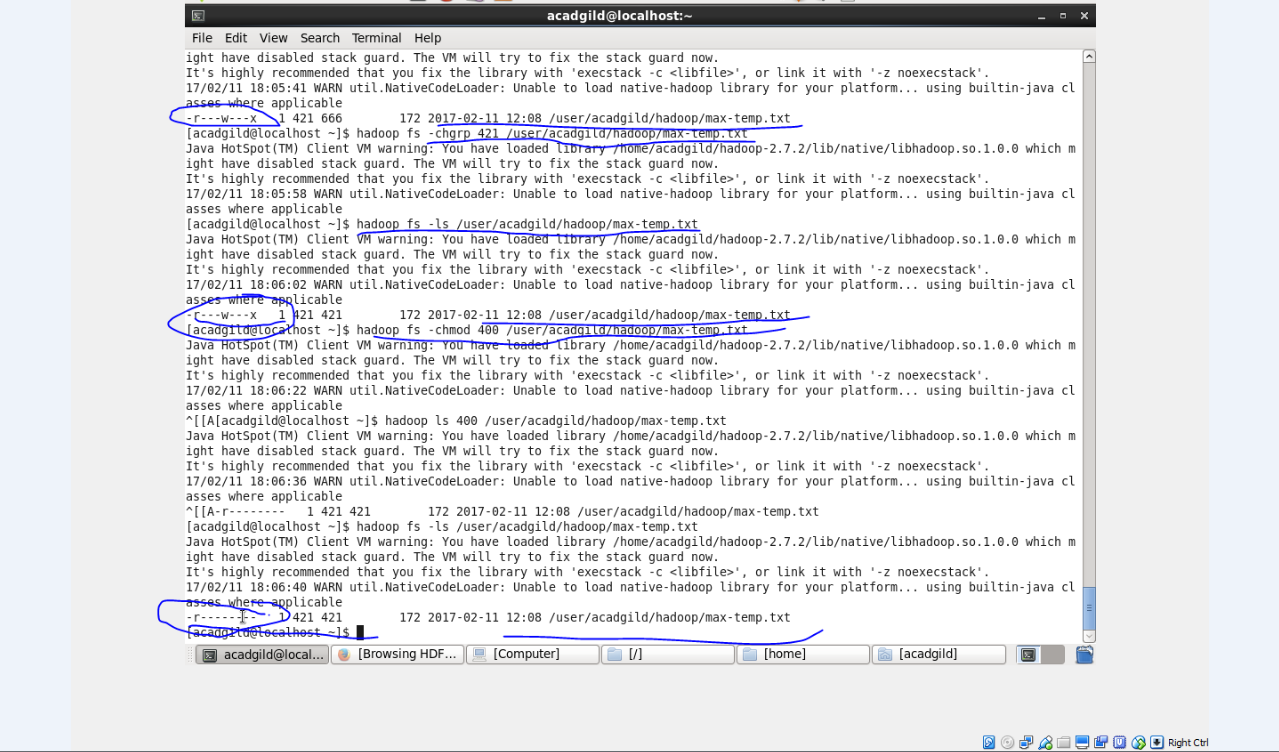 acadgild@localhost:~
File Edit View Search Terminal Help
ight have disabled stack guard. The VM will try to fix the stack guard now.
It's highly recommended that you fix the library with 'execstack -c <libfile>', or link it with '-z noexecstack'.
17/02/11 18:05:41 WARN util.NativeCodeLoader: Unable to load native-hadoop library for your platform... using builtin-java cl
asses where applicable
-r---w---x   1 421 666        172 2017-02-11 12:08 /user/acadgild/hadoop/max-temp.txt
[acadgild@localhost ~]$ hadoop fs -chgrp 421 /user/acadgild/hadoop/max-temp.txt
Java HotSpot(TM) Client VM warning: You have loaded library /home/acadgild/hadoop-2.7.2/lib/native/libhadoop.so.1.0.0 which m
ight have disabled stack guard. The VM will try to fix the stack guard now.
It's highly recommended that you fix the library with 'execstack -c <libfile>', or link it with '-z noexecstack'.
17/02/11 18:05:58 WARN util.NativeCodeLoader: Unable to load native-hadoop library for your platform... using builtin-java cl
asses where applicable
[acadgild@localhost ~]$ hadoop fs -ls /user/acadgild/hadoop/max-temp.txt
Java HotSpot(TM) Client VM warning: You have loaded library /home/acadgild/hadoop-2.7.2/lib/native/libhadoop.so.1.0.0 which m
ight have disabled stack guard. The VM will try to fix the stack guard now.
It's highly recommended that you fix the library with 'execstack -c <libfile>', or link it with '-z noexecstack'.
17/02/11 18:06:02 WARN util.NativeCodeLoader: Unable to load native-hadoop library for your platform... using builtin-java cl
asses where applicable
-r---w---x   1 421 421        172 2017-02-11 12:08 /user/acadgild/hadoop/max-temp.txt
[acadgild@localhost ~]$ hadoop fs -chmod 400 /user/acadgild/hadoop/max-temp.txt
Java HotSpot(TM) Client VM warning: You have loaded library /home/acadgild/hadoop-2.7.2/lib/native/libhadoop.so.1.0.0 which m
ight have disabled stack guard. The VM will try to fix the stack guard now.
It's highly recommended that you fix the library with 'execstack -c <libfile>', or link it with '-z noexecstack'.
17/02/11 18:06:22 WARN util.NativeCodeLoader: Unable to load native-hadoop library for your platform... using builtin-java cl
asses where applicable
^[[A[acadgild@localhost ~]$ hadoop ls 400 /user/acadgild/hadoop/max-temp.txt
Java HotSpot(TM) Client VM warning: You have loaded library /home/acadgild/hadoop-2.7.2/lib/native/libhadoop.so.1.0.0 which m
ight have disabled stack guard. The VM will try to fix the stack guard now.
It's highly recommended that you fix the library with 'execstack -c <libfile>', or link it with '-z noexecstack'.
17/02/11 18:06:36 WARN util.NativeCodeLoader: Unable to load native-hadoop library for your platform... using builtin-java cl
asses where applicable
^[[A-r--------   1 421 421        172 2017-02-11 12:08 /user/acadgild/hadoop/max-temp.txt
[acadgild@localhost ~]$ hadoop fs -ls /user/acadgild/hadoop/max-temp.txt
Java HotSpot(TM) Client VM warning: You have loaded library /home/acadgild/hadoop-2.7.2/lib/native/libhadoop.so.1.0.0 which m
ight have disabled stack guard. The VM will try to fix the stack guard now.
It's highly recommended that you fix the library with 'execstack -c <libfile>', or link it with '-z noexecstack'.
17/02/11 18:06:40 WARN util.NativeCodeLoader: Unable to load native-hadoop library for your platform... using builtin-java cl
asses where applicable
-r--------   1 421 421        172 2017-02-11 12:08 /user/acadgild/hadoop/max-temp.txt
[acadgild@localhost ~]$
acadgild@local... [Browsing HDF... [Computer] [/] [home] [acadgild]
Right Ctrl